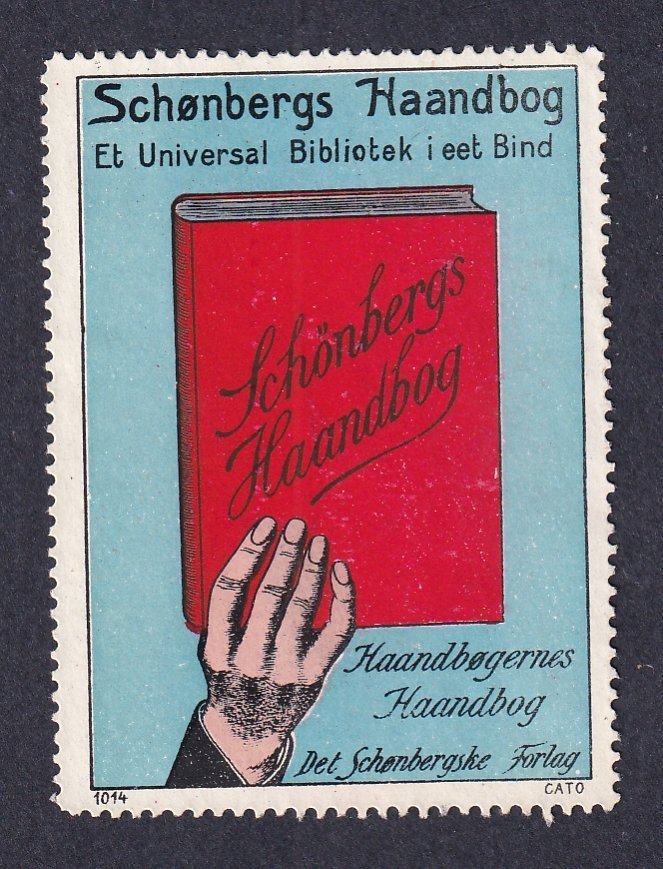 Schønbergs Haandbog
Et Universal Bibliotek i eet Bind
Schönbergs
Haandbog
Haandbøgernes
Haandbog
Det Schønbergske Forlag
1014
CATO